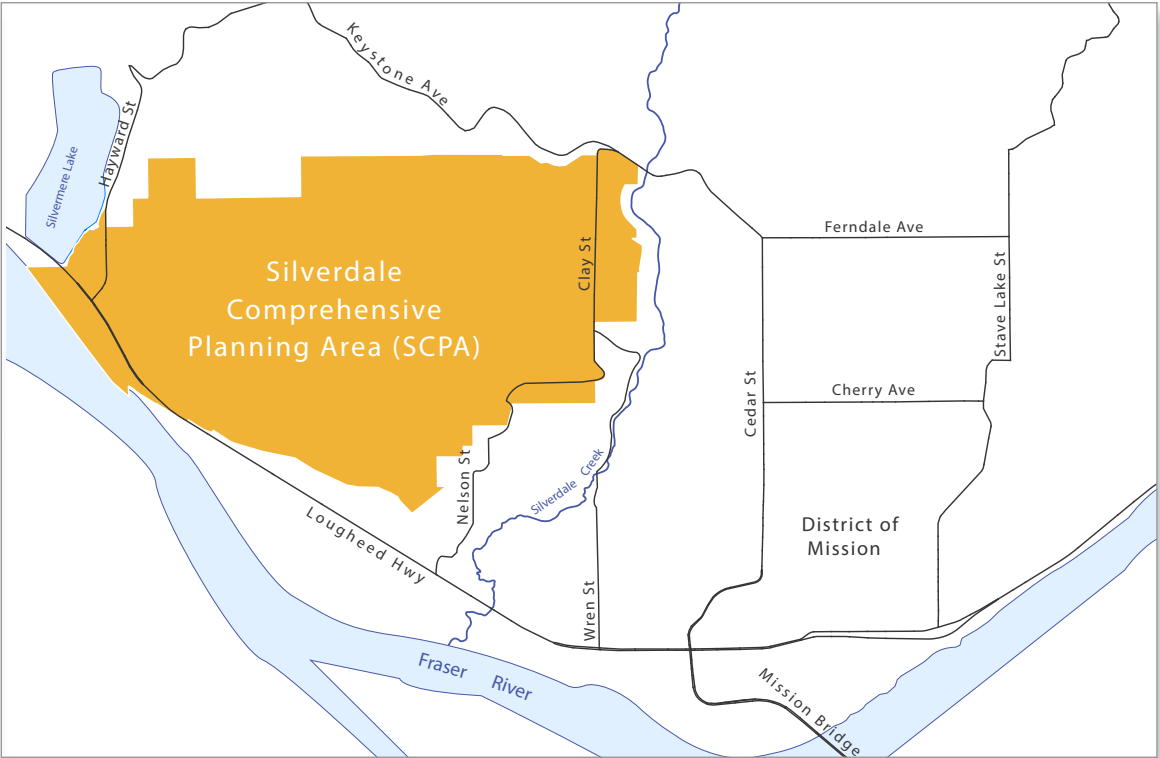 Keystone Ave
Hayward St
Silvermere Lake
Ferndale Ave
Clay St
Stave Lake St
Silverdale
Comprehensive
Planning Area (SCPA)
Cedar St
Cherry Ave
Nelson St
Silverdale Creek
Lougheed Hwy
District of
Mission
Wren St
Fraser River
Mission Bridge